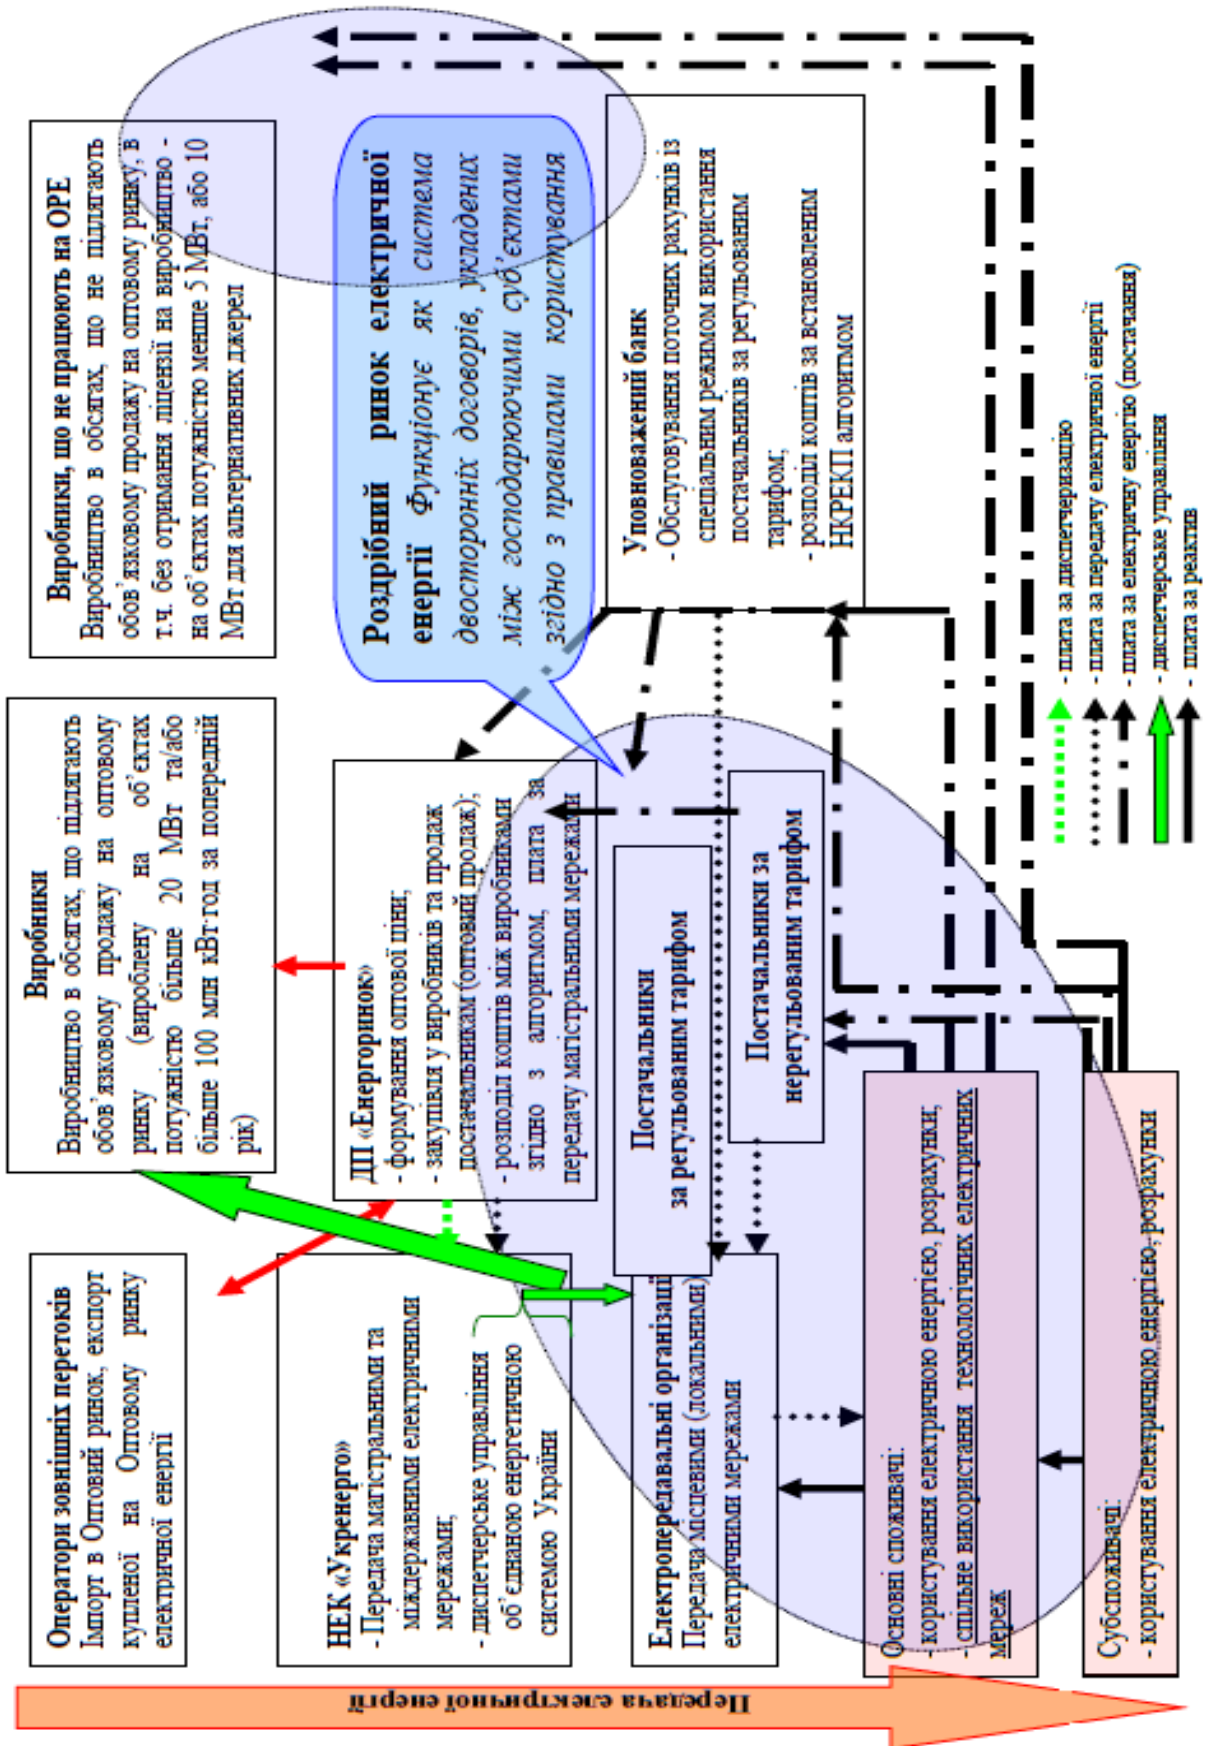 Передача електричної енергії
Оператори зовнішніх перетоків
Імпорт в Оптовий ринок, експорт
купленої на Оптовому ринку
електричної енергії
Виробники
Виробництво в обсягах, що підлягають
обов’язковому продажу на оптовому
ринку (вироблену на об’єктах
потужністю більше 20 МВт та/або
більше 100 млн кВт·год за попередній
рік)
Виробники, що не працюють на ОРЕ
Виробництво в обсягах, що не підлягають
обов’язковому продажу на оптовому ринку, в
т.ч. без отримання ліцензії на виробництво -
на об’єктах потужністю менше 5 МВт, або 10
МВт для альтернативних джерел
НЕК «Укренерго»
- Передача магістральними та
міждержавними електричними
мережами;
- диспетчерське управління
об’єднаною енергетичною
системою України
ДП «Енергоринок»
- формування оптової ціни;
- закупівля у виробників та продаж
постачальникам (оптовий продаж);
- розподіл коштів між виробниками
згідно з алгоритмом, плата за
передачу магістральними мережами
Роздрібний ринок електричної
енергії Функціонує як система
двосторонніх договорів, укладених
між господарюючими суб’єктами
згідно з правилами користування
Електропередавальні організації
Передача місцевими (локальними)
електричними мережами
Постачальники
за регульованим тарифом
Постачальники за
нерегульованим тарифом
Уповноважений банк
- Обслуговування поточних рахунків із
спеціальним режимом використання
постачальників за регульованим
тарифом;
- розподіл коштів за встановленим
НКРЕКП алгоритмом
Основні споживачі:
- користування електричною енергією, розрахунки;
- спільне використання технологічних електричних
мереж
Субспоживачі:
- користування електричною енергією, розрахунки
- плата за диспетчеризацію
- плата за передачу електричної енергії
- плата за електричну енергію (постачання)
- диспетчерське управління
- плата за реактив